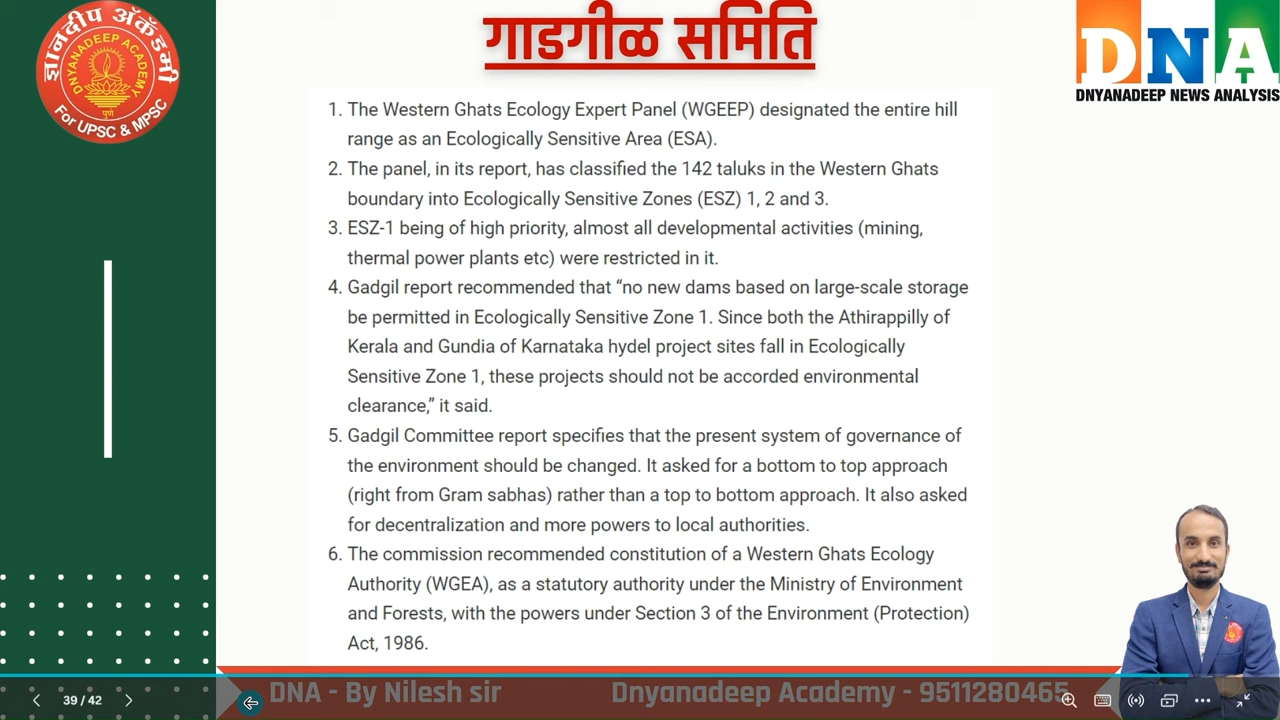 ज्ञानदीप अ‍ॅकॅडमी
DNYANADEEP ACADEMY
पुणे
For UPSC & MPSC
गाडगीळ समिती
DNA
DNYANADEEP NEWS ANALYSIS
1. The Western Ghats Ecology Expert Panel (WGEEP) designated the entire hill
range as an Ecologically Sensitive Area (ESA).
2. The panel, in its report, has classified the 142 taluks in the Western Ghats
boundary into Ecologically Sensitive Zones (ESZ) 1, 2 and 3.
3. ESZ-1 being of high priority, almost all developmental activities (mining,
thermal power plants etc) were restricted in it.
4. Gadgil report recommended that “no new dams based on large-scale storage
be permitted in Ecologically Sensitive Zone 1. Since both the Athirappilly of
Kerala and Gundia of Karnataka hydel project sites fall in Ecologically
Sensitive Zone 1, these projects should not be accorded environmental
clearance,” it said.
5. Gadgil Committee report specifies that the present system of governance of
the environment should be changed. It asked for a bottom to top approach
(right from Gram sabhas) rather than a top to bottom approach. It also asked
for decentralization and more powers to local authorities.
6. The commission recommended constitution of a Western Ghats Ecology
Authority (WGEA), as a statutory authority under the Ministry of Environment
and Forests, with the powers under Section 3 of the Environment (Protection)
Act, 1986.
39 / 42
DNA - By Nilesh sir
Dnyanadeep Academy - 9511280465